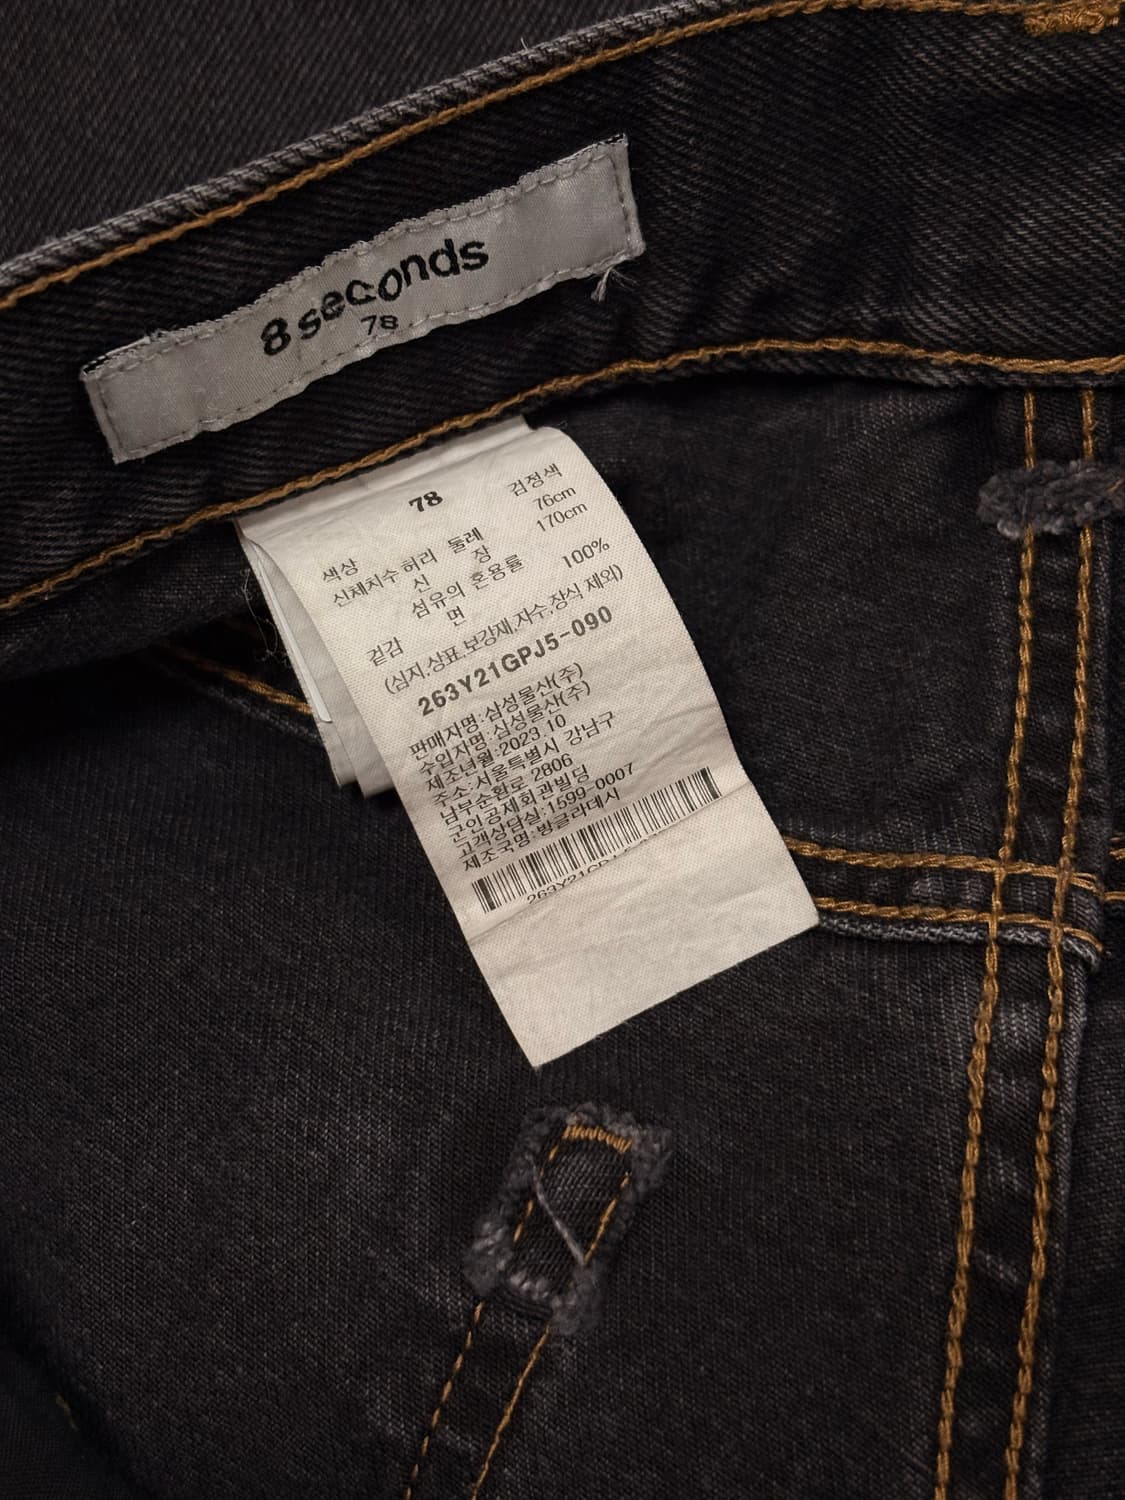 8 seconds
78
78
색상 검정색
신체치수 허리 둘레 76cm
신 장 170cm
섬유의 혼용률
겉감 면 100%
(심지,상표,보강재,자수,장식 제외)
263Y21GPJ5-090
판매자명:삼성물산(주)
수입자명:삼성물산(주)
제조년월:2023.10
주소:서울특별시 강남구
남부순환로 2806
군인공제회관빌딩
고객상담실:1599-0007
제조국명:방글라데시